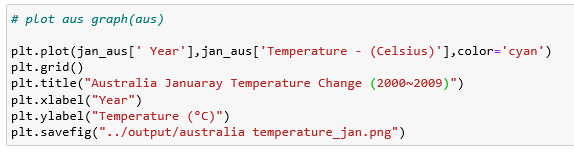 # plot aus graph(aus)
plt.plot(jan_aus[' Year'],jan_aus['Temperature - (Celsius)'],color='cyan')
plt.grid()
plt.title("Australia Januaray Temperature Change (2000~2009)")
plt.xlabel("Year")
plt.ylabel("Temperature (°C)")
plt.savefig("../output/australia temperature_jan.png")